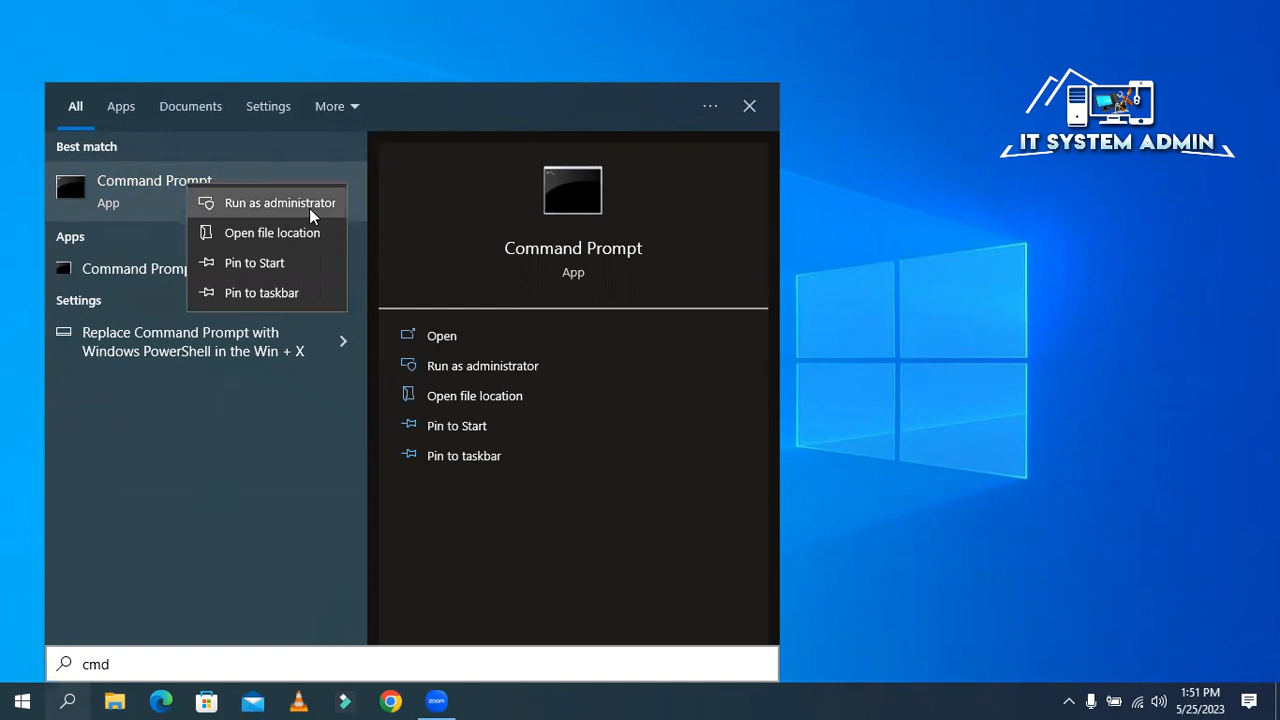 All
Apps
Documents
Settings
More
Best match
Command Prompt
App
Run as administrator
Open file location
Pin to Start
Pin to taskbar
Apps
Command Prom
Settings
Replace Command Prompt with
Windows PowerShell in the Win + X
Command Prompt
App
Open
Run as administrator
Open file location
Pin to Start
Pin to taskbar
cmd
IT SYSTEM ADMIN
zoom
1:51 PM
5/25/2023